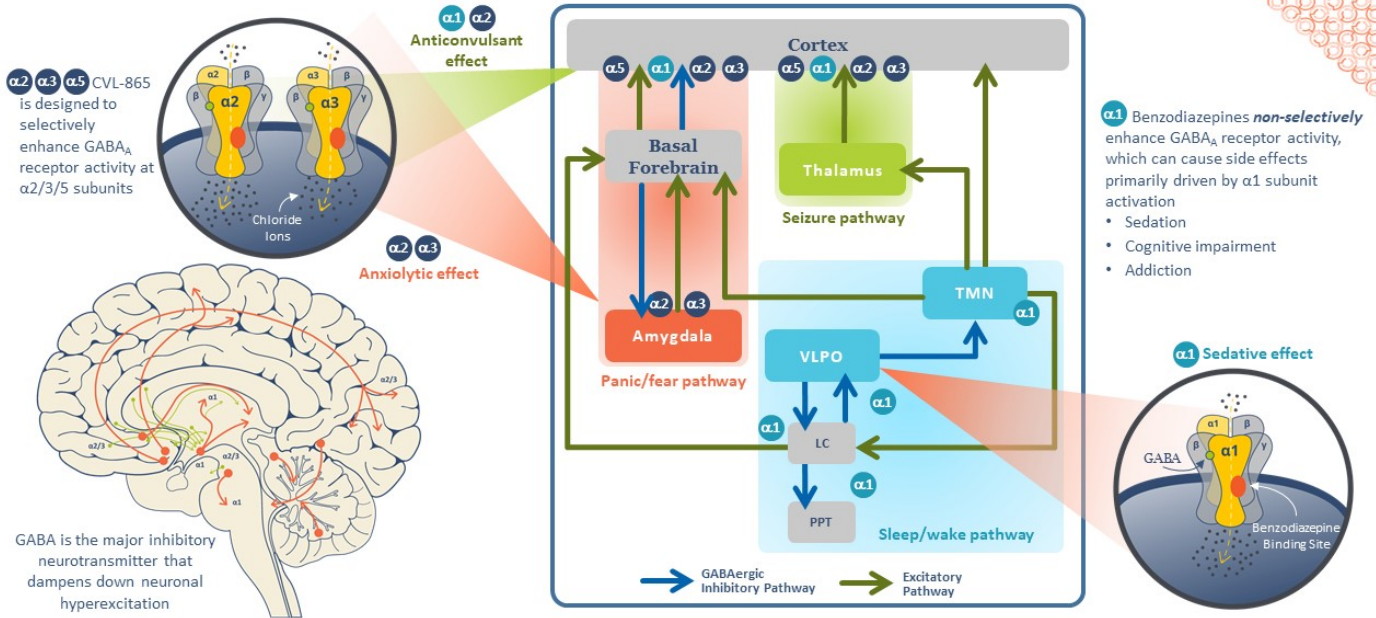 α2 α3 α5 CVL-865
is designed to
selectively
enhance GABA_A
receptor activity at
α2/3/5 subunits
α2
β
α3
β
β
α2
γ
β
α3
γ
Chloride
Ions
α1 α2
Anticonvulsant
effect
α2 α3
Anxiolytic effect
α2/3
α1
α2/3
α1
α2/3
α1
GABA is the major inhibitory
neurotransmitter that
dampens down neuronal
hyperexcitation
Cortex
α5 α1 α2 α3
α5 α1 α2 α3
Basal
Forebrain
Thalamus
Seizure pathway
α2 α3
Amygdala
Panic/fear pathway
TMN
α1
VLPO
α1
α1
LC
α1
PPT
Sleep/wake pathway
GABAergic
Inhibitory Pathway
Excitatory
Pathway
α1 Benzodiazepines non-selectively
enhance GABA_A receptor activity,
which can cause side effects
primarily driven by α1 subunit
activation
• Sedation
• Cognitive impairment
• Addiction
α1 Sedative effect
α1
β
β
α1
γ
GABA
Benzodiazepine
Binding Site